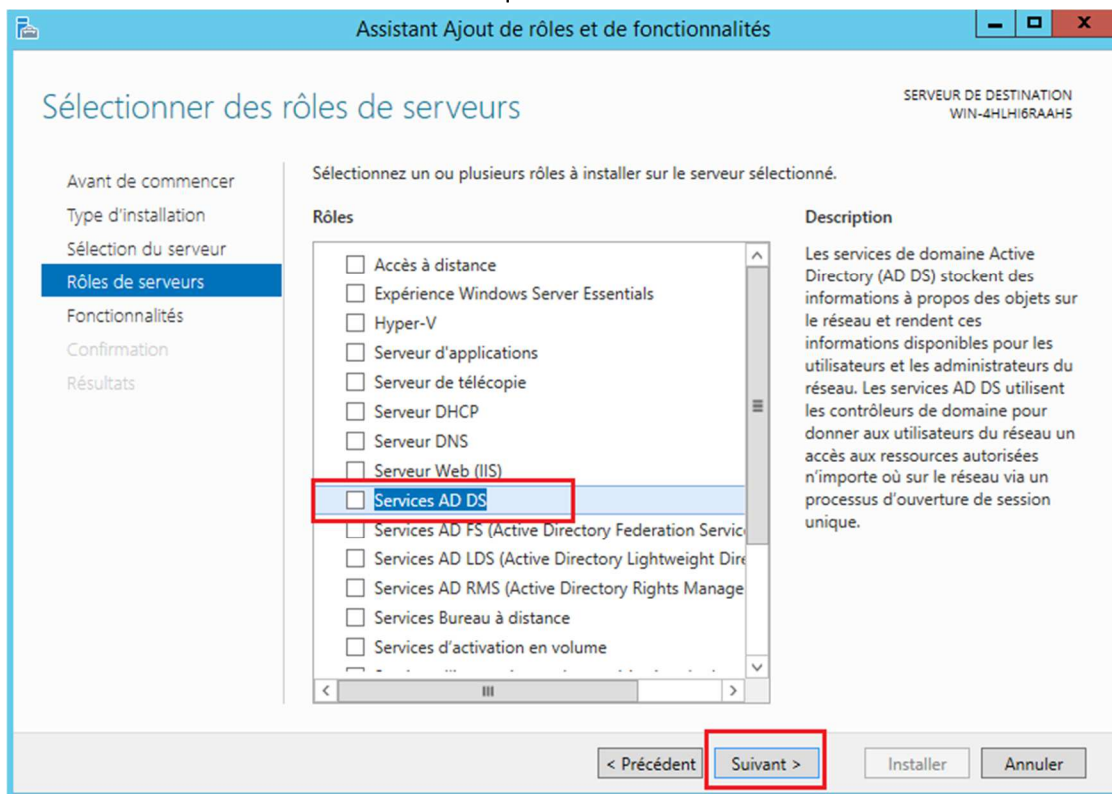 Assistant Ajout de rôles et de fonctionnalités
Sélectionner des rôles de serveurs
SERVEUR DE DESTINATION
WIN-4HLHI6RAAH5
Avant de commencer
Type d'installation
Sélection du serveur
Rôles de serveurs
Fonctionnalités
Confirmation
Résultats
Sélectionnez un ou plusieurs rôles à installer sur le serveur sélectionné.
Rôles
Accès à distance
Expérience Windows Server Essentials
Hyper-V
Serveur d'applications
Serveur de télécopie
Serveur DHCP
Serveur DNS
Serveur Web (IIS)
Services AD DS
Services AD FS (Active Directory Federation Servic
Services AD LDS (Active Directory Lightweight Dire
Services AD RMS (Active Directory Rights Manage
Services Bureau à distance
Services d'activation en volume
Description
Les services de domaine Active
Directory (AD DS) stockent des
informations à propos des objets sur
le réseau et rendent ces
informations disponibles pour les
utilisateurs et les administrateurs du
réseau. Les services AD DS utilisent
les contrôleurs de domaine pour
donner aux utilisateurs du réseau un
accès aux ressources autorisées
n'importe où sur le réseau via un
processus d'ouverture de session
unique.
< Précédent Suivant > Installer Annuler